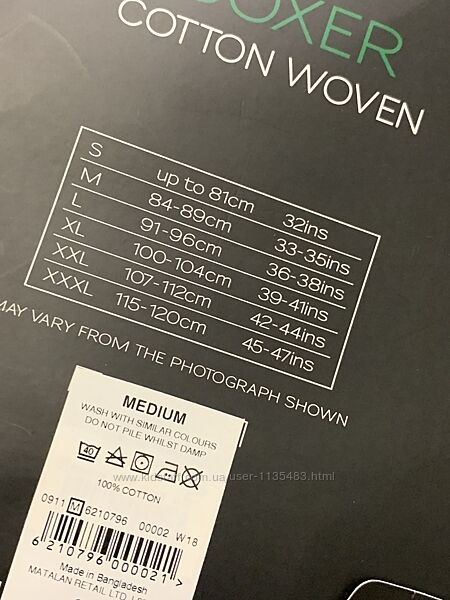 BOXER
COTTON WOVEN
S up to 81cm 32ins
M 84-89cm 33-35ins
L 91-96cm 36-38ins
XL 100-104cm 39-41ins
XXL 107-112cm 42-44ins
XXXL 115-120cm 45-47ins
MAY VARY FROM THE PHOTOGRAPH SHOWN
MEDIUM
WASH WITH SIMILAR COLOURS
DO NOT PILE WHILST DAMP
40
100% COTTON
0911 M 6210796 00002 W18
6 210796 000021 >
Made in Bangladesh
MATALAN RETAIL LTD.